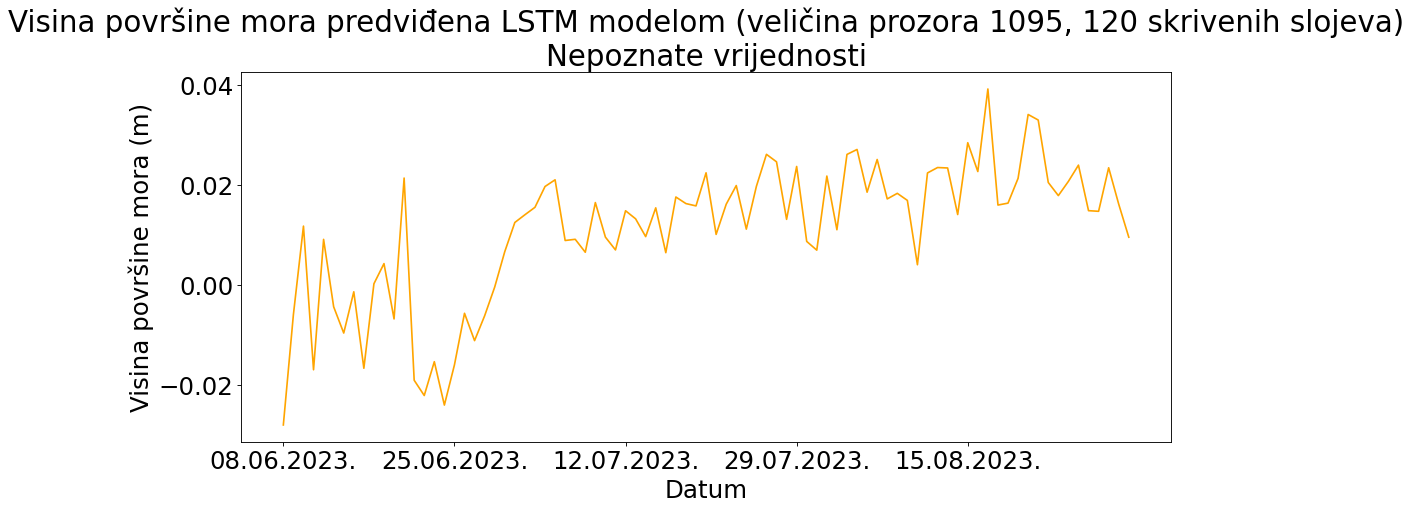 Visina površine mora predviđena LSTM modelom (veličina prozora 1095, 120 skrivenih slojeva)
Nepoznate vrijednosti
Visina površine mora (m)
0.04
0.02
0.00
−0.02
08.06.2023. 25.06.2023. 12.07.2023. 29.07.2023. 15.08.2023.
Datum